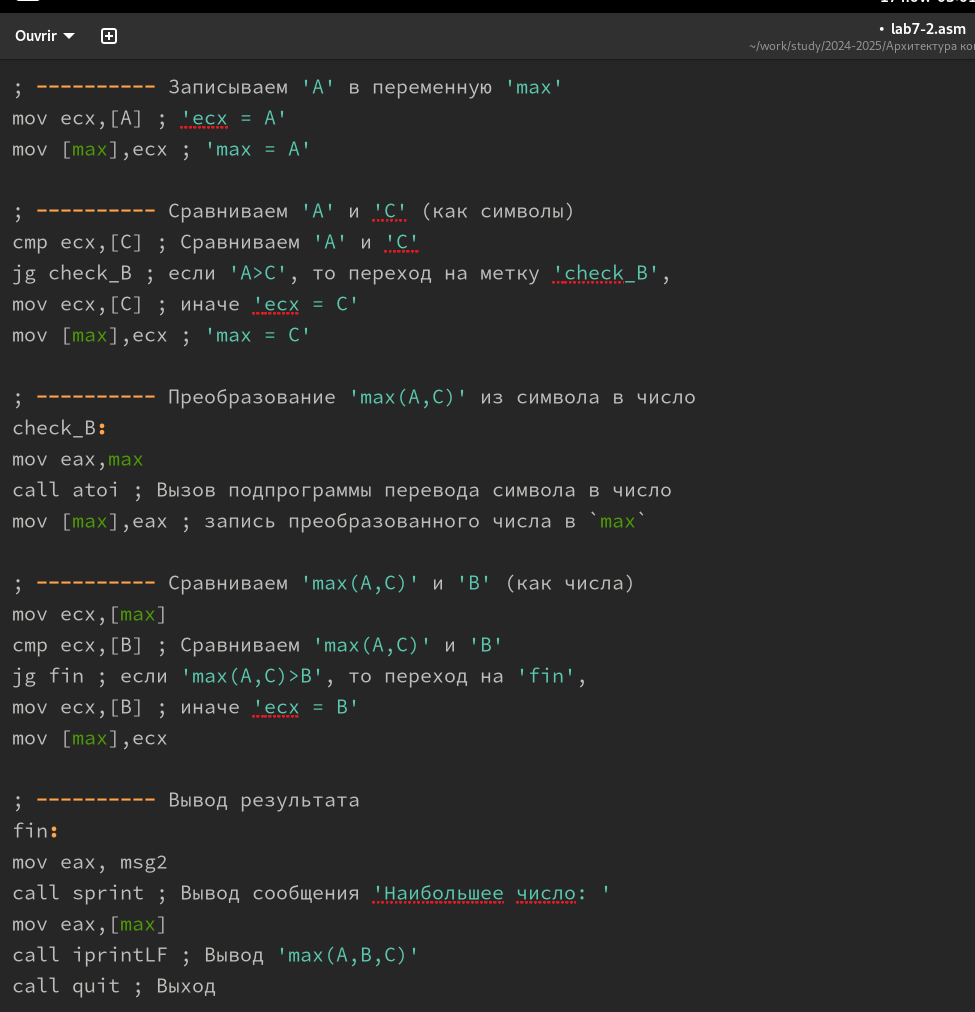 Ouvrir
• lab7-2.asm
~/work/study/2024-2025/Архитектура
; ---------- Записываем 'A' в переменную 'max'
mov ecx,[A] ; 'ecx = A'
mov [max],ecx ; 'max = A'
; ---------- Сравниваем 'A' и 'C' (как символы)
cmp ecx,[C] ; Сравниваем 'A' и 'C'
jg check_B ; если 'A>C', то переход на метку 'check_B',
mov ecx,[C] ; иначе 'ecx = C'
mov [max],ecx ; 'max = C'
; ---------- Преобразование 'max(A,C)' из символа в число
check_B:
mov eax,max
call atoi ; Вызов подпрограммы перевода символа в число
mov [max],eax ; запись преобразованного числа в `max`
; ---------- Сравниваем 'max(A,C)' и 'B' (как числа)
mov ecx,[max]
cmp ecx,[B] ; Сравниваем 'max(A,C)' и 'B'
jg fin ; если 'max(A,C)>B', то переход на 'fin',
mov ecx,[B] ; иначе 'ecx = B'
mov [max],ecx
; ---------- Вывод результата
fin:
mov eax, msg2
call sprint ; Вывод сообщения 'Наибольшее число: '
mov eax,[max]
call iprintLF ; Вывод 'max(A,B,C)'
call quit ; Выход